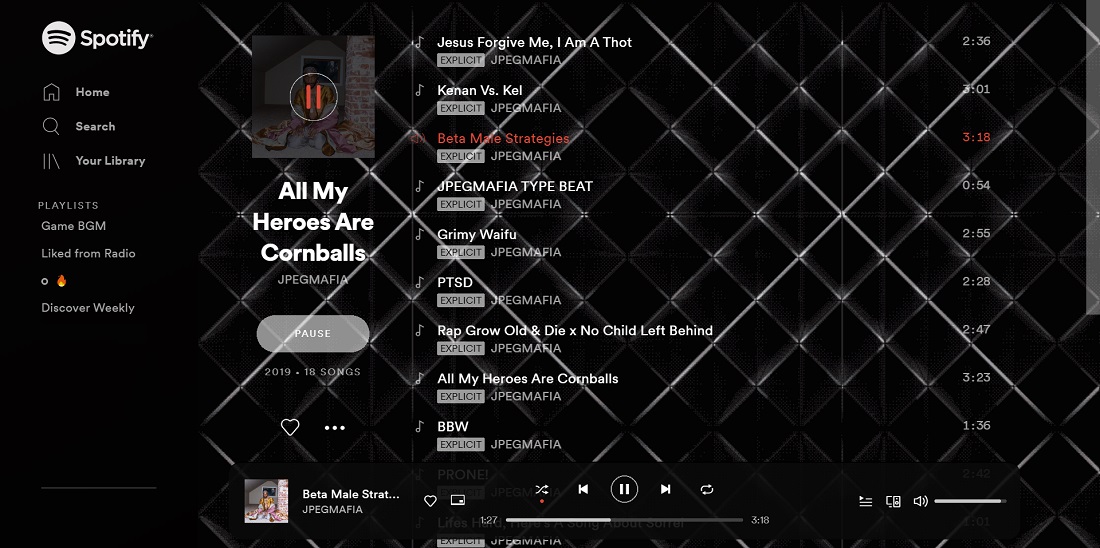 Spotify
Home
Search
Your Library
PLAYLISTS
Game BGM
Liked from Radio
o 🔥
Discover Weekly
All My
Heroes Are
Cornballs
JPEGMAFIA
PAUSE
2019 • 18 SONGS
Jesus Forgive Me, I Am A Thot 2:36
EXPLICIT JPEGMAFIA
Kenan Vs. Kel 3:01
EXPLICIT JPEGMAFIA
Beta Male Strategies 3:18
EXPLICIT JPEGMAFIA
JPEGMAFIA TYPE BEAT 0:54
EXPLICIT JPEGMAFIA
Grimy Waifu 2:55
EXPLICIT JPEGMAFIA
PTSD 2:28
EXPLICIT JPEGMAFIA
Rap Grow Old & Die x No Child Left Behind 2:47
EXPLICIT JPEGMAFIA
All My Heroes Are Cornballs 3:23
EXPLICIT JPEGMAFIA
BBW 1:36
EXPLICIT JPEGMAFIA
PRONE! 2:42
Beta Male Strat...
JPEGMAFIA
1:27 3:18
Lifes Hard, Here's A Song About Sorrel :01
EXPLICIT JPEGMAFIA